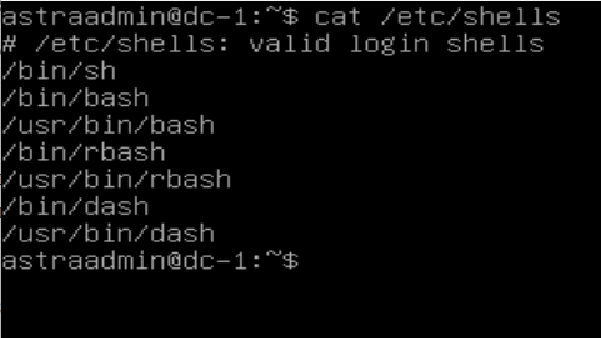 astraadmin@dc-1:~$ cat /etc/shells
# /etc/shells: valid login shells
/bin/sh
/bin/bash
/usr/bin/bash
/bin/rbash
/usr/bin/rbash
/bin/dash
/usr/bin/dash
astraadmin@dc-1:~$